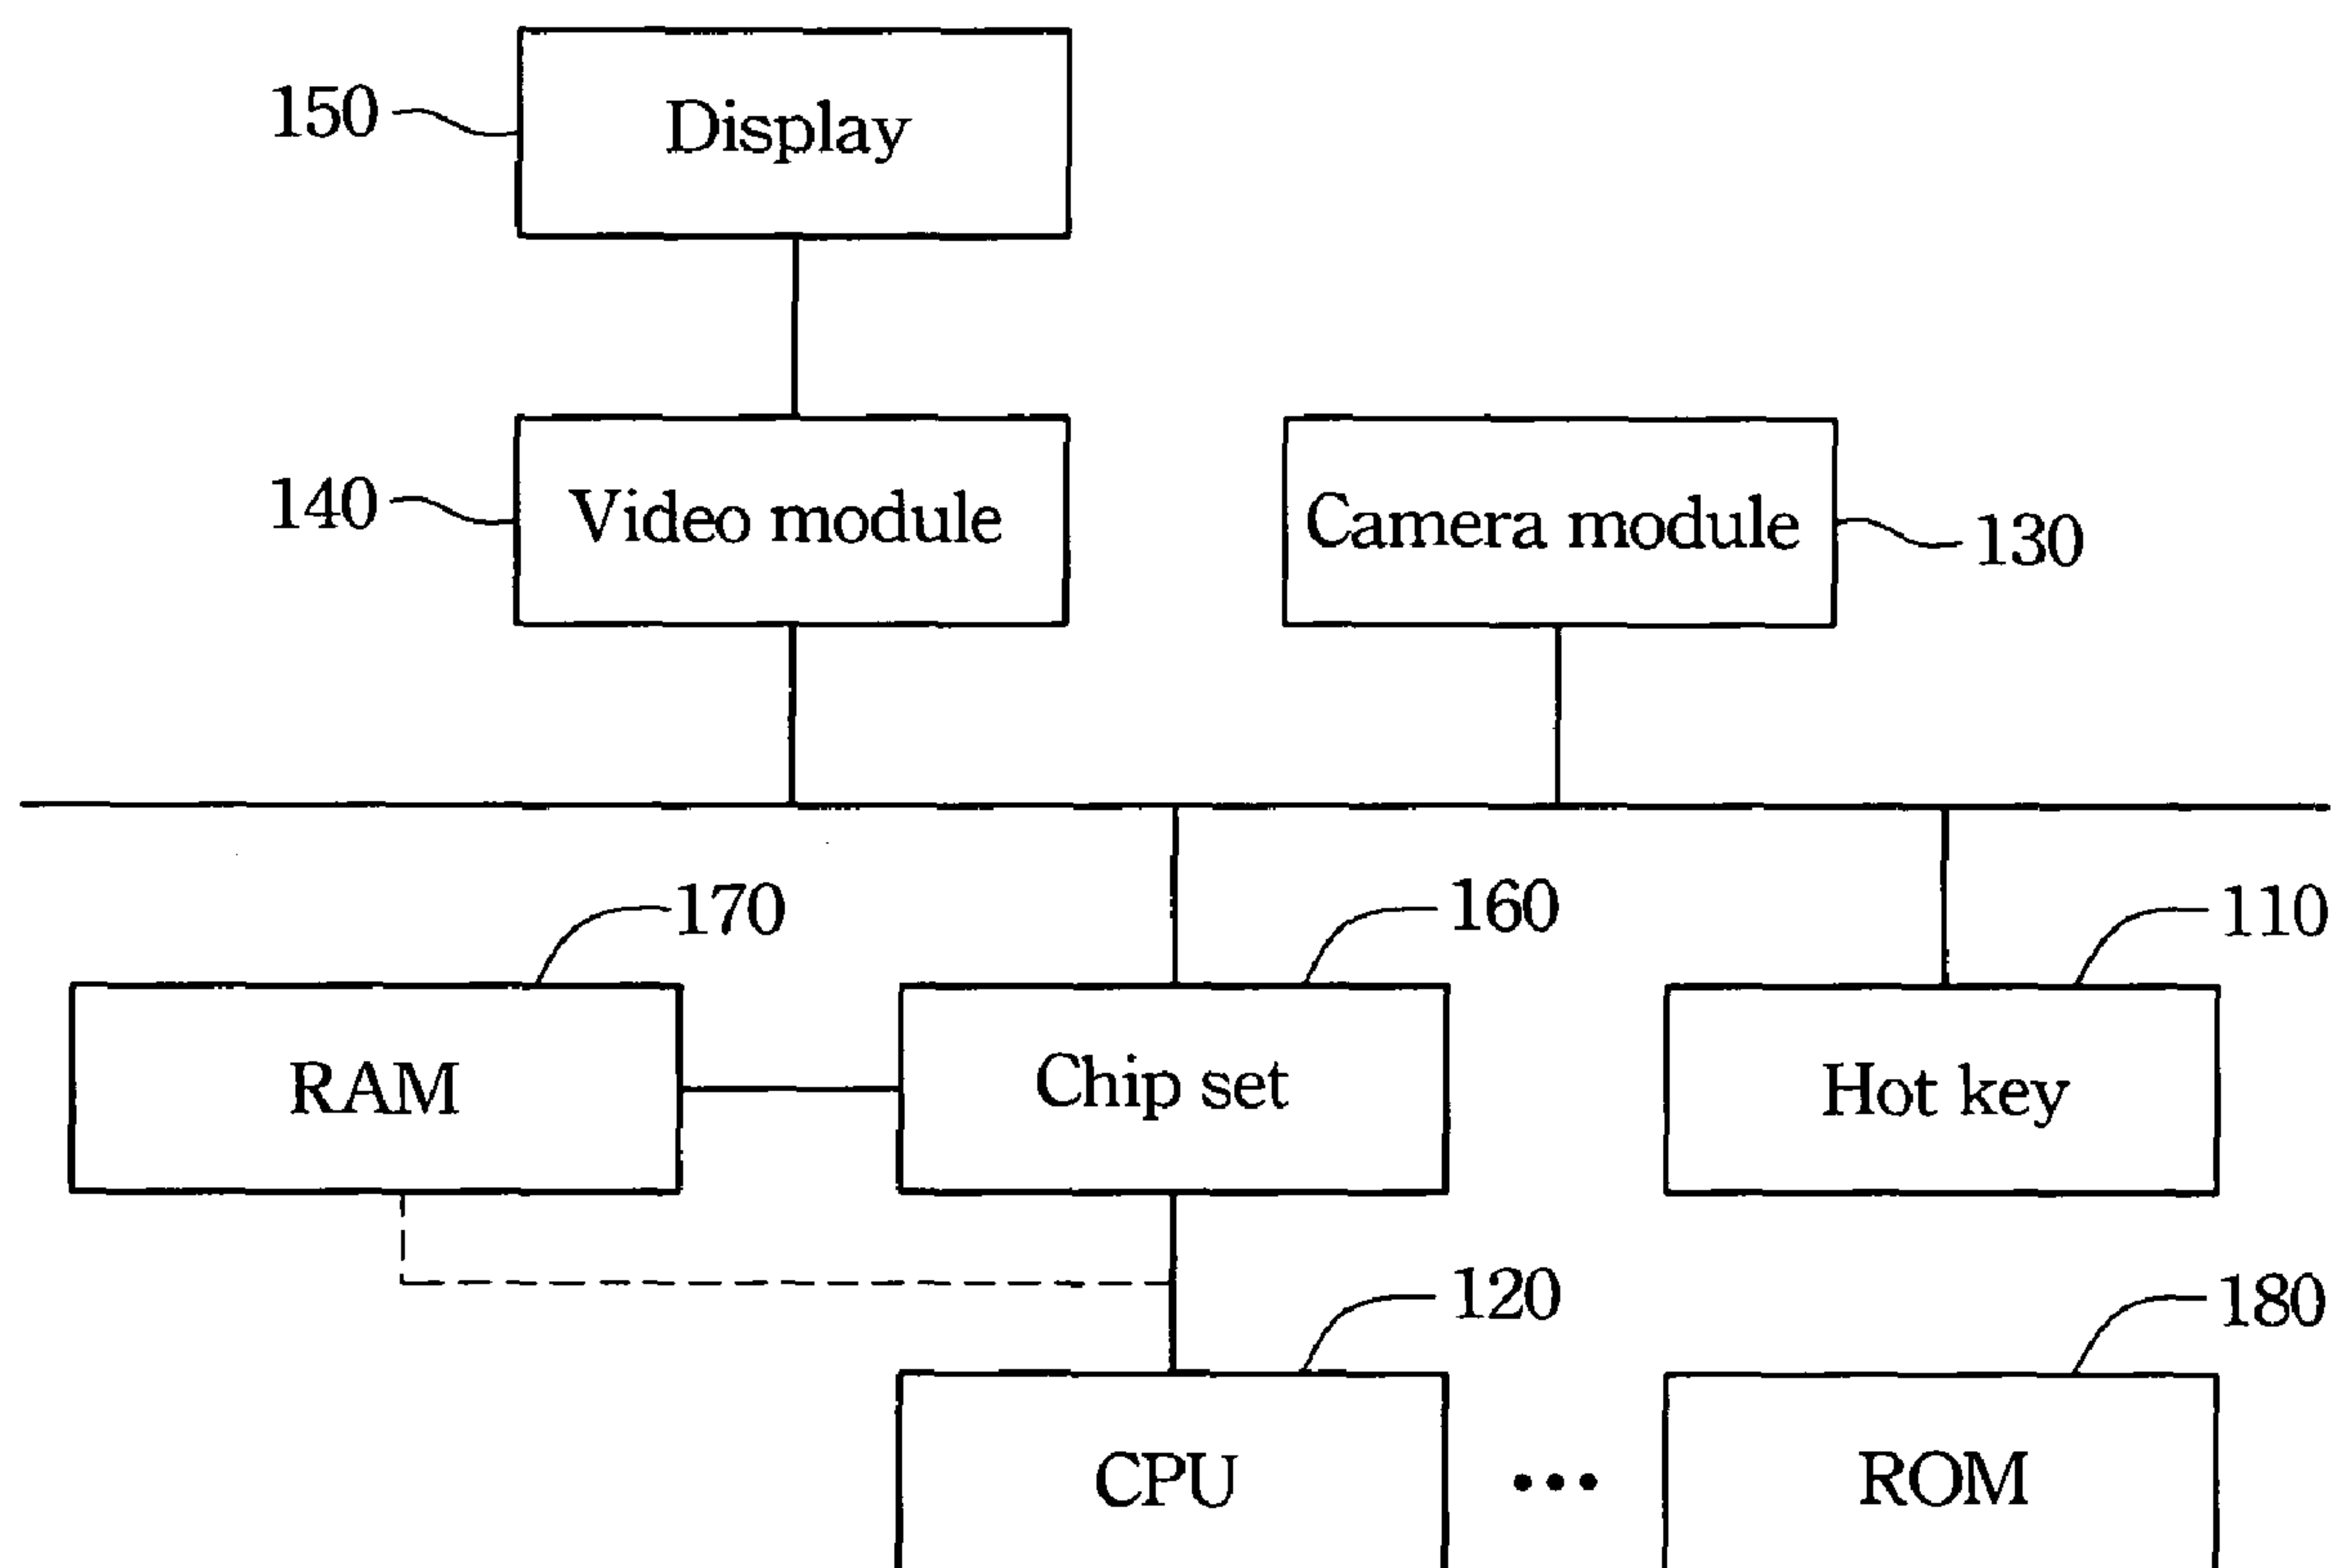 150
Display
140
Video module
Camera module
130
170
160
110
RAM
Chip set
Hot key
120
180
CPU
•••
ROM